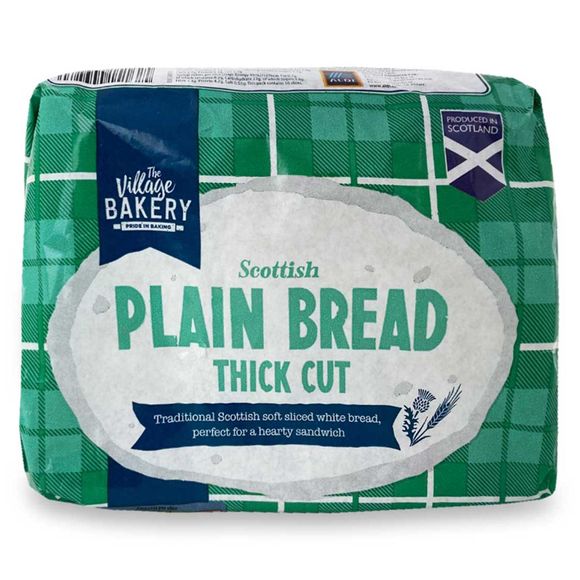 ALDI
PRODUCED IN
SCOTLAND
The
Village
BAKERY
PRIDE IN BAKING
Scottish
PLAIN BREAD
THICK CUT
Traditional Scottish soft sliced white bread,
perfect for a hearty sandwich